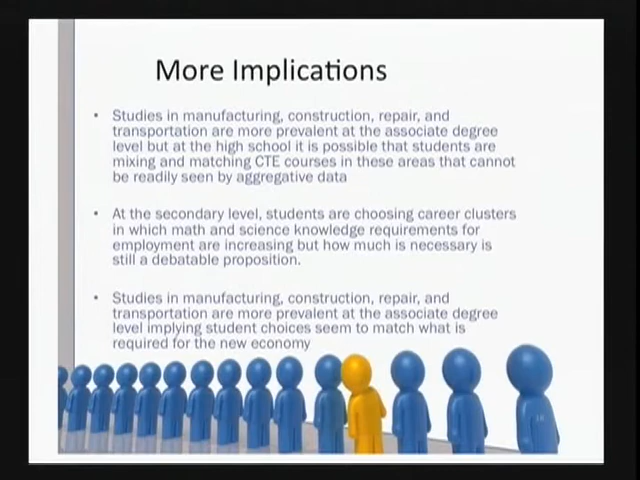 More Implications
• Studies in manufacturing, construction, repair, and
transportation are more prevalent at the associate degree
level but at the high school it is possible that students are
mixing and matching CTE courses in these areas that cannot
be readily seen by aggregative data
• At the secondary level, students are choosing career clusters
in which math and science knowledge requirements for
employment are increasing but how much is necessary is
still a debatable proposition.
• Studies in manufacturing, construction, repair, and
transportation are more prevalent at the associate degree
level implying student choices seem to match what is
required for the new economy